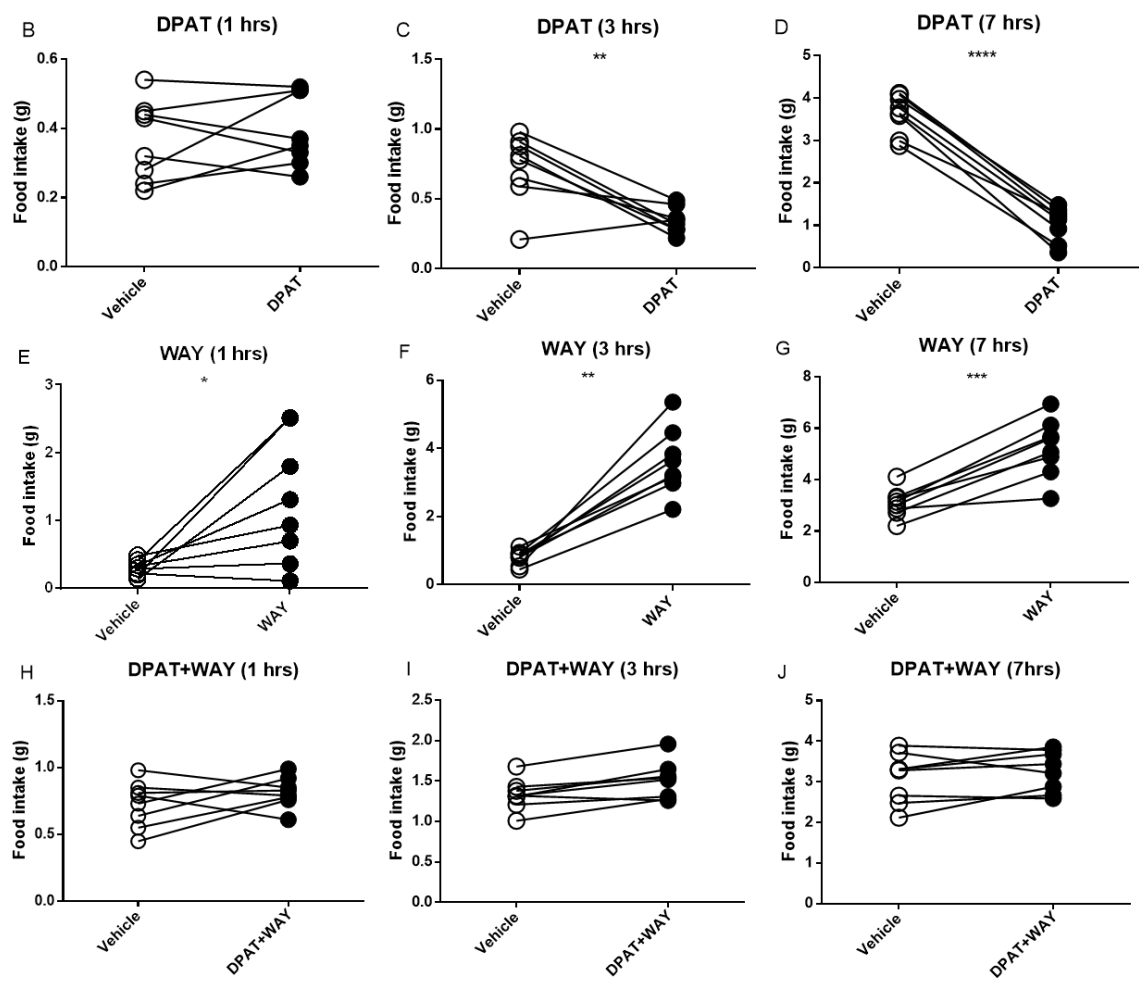 B
DPAT (1 hrs)
Food intake (g)
0.6
0.4
0.2
0.0
Vehicle
DPAT
C
DPAT (3 hrs)
**
Food intake (g)
1.5
1.0
0.5
0.0
Vehicle
DPAT
D
DPAT (7 hrs)
****
Food intake (g)
5
4
3
2
1
0
Vehicle
DPAT
E
WAY (1 hrs)
*
Food intake (g)
3
2
1
0
Vehicle
WAY
F
WAY (3 hrs)
**
Food intake (g)
6
4
2
0
Vehicle
WAY
G
WAY (7 hrs)
***
Food intake (g)
8
6
4
2
0
Vehicle
WAY
H
DPAT+WAY (1 hrs)
Food intake (g)
1.5
1.0
0.5
0.0
Vehicle
DPAT+WAY
I
DPAT+WAY (3 hrs)
Food intake (g)
2.5
2.0
1.5
1.0
0.5
0.0
Vehicle
DPAT+WAY
J
DPAT+WAY (7hrs)
Food intake (g)
5
4
3
2
1
0
Vehicle
DPAT+WAY